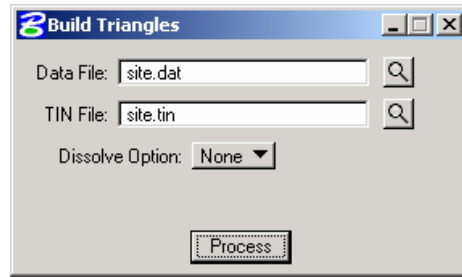 Build Triangles
Data File: site.dat
TIN File: site.tin
Dissolve Option: None
Process